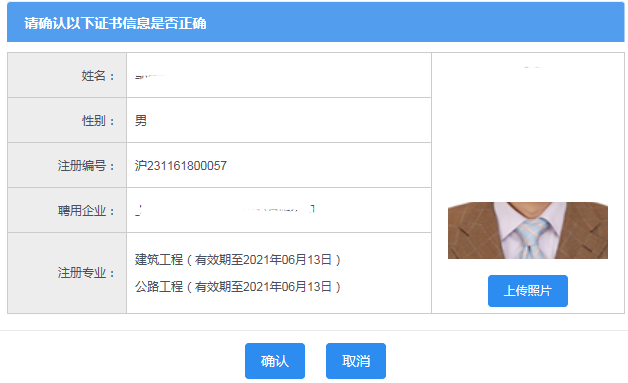 请确认以下证书信息是否正确
姓名：
性别： 男
注册编号： 沪231161800057
聘用企业：
注册专业： 建筑工程（有效期至2021年06月13日）
公路工程（有效期至2021年06月13日）
上传照片
确认 取消